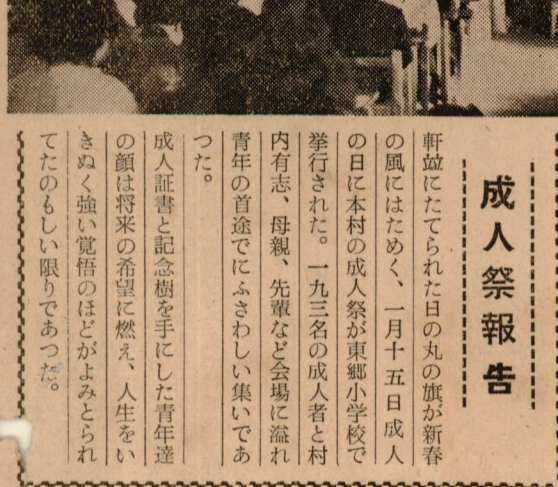 成人祭報告
軒並にたてられた日の丸の旗が新春
の風にはためく、一月十五日成人
の日に本村の成人祭が東郷小学校で
挙行された。一九三名の成人者と村
内有志、母親、先輩など会場に溢れ
青年の首途でにふさわしい集いであ
つた。
成人証書と記念樹を手にした青年達
の顔は将来の希望に燃え、人生をい
きぬく強い覚悟のほどがよみとられ
てたのもしい限りであつた。